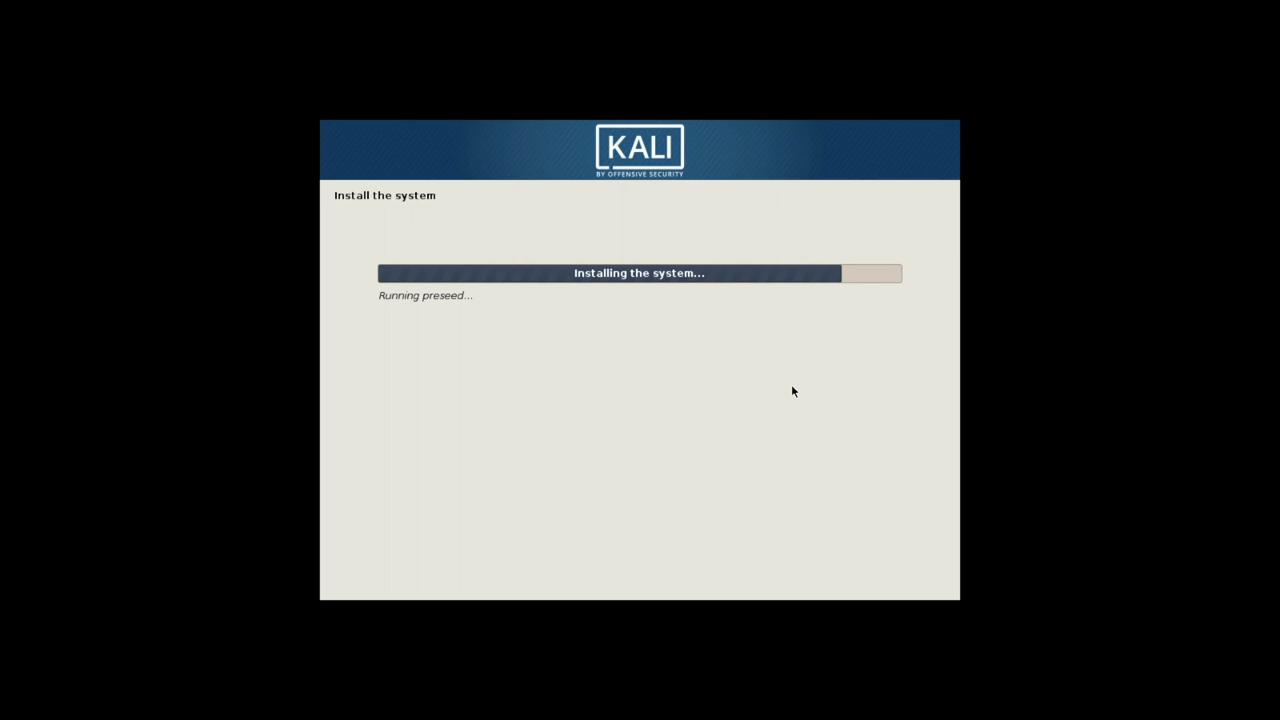 KALI
BY OFFENSIVE SECURITY
Install the system
Installing the system...
Running preseed...